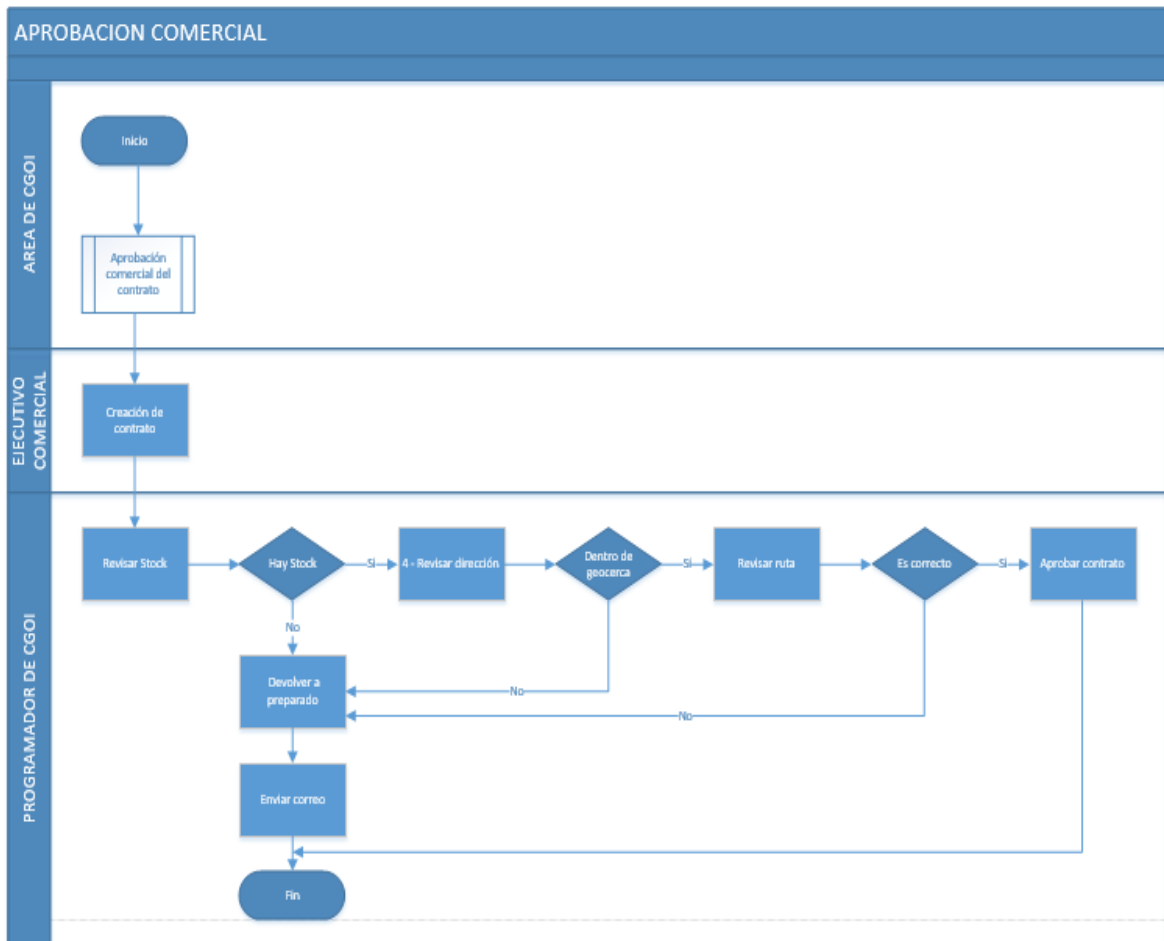 APROBACION COMERCIAL
AREA DE CGOI
Inicio
Aprobación
comercial del
contrato
EJECUTIVO
COMERCIAL
Creación de
contrato
PROGRAMADOR DE CGOI
Revisar Stock
Hay Stock
Si
4 - Revisar dirección
Dentro de
geocerca
Si
Revisar ruta
Es correcto
Si
Aprobar contrato
No
Devolver a
preparado
No
No
Enviar correo
Fin